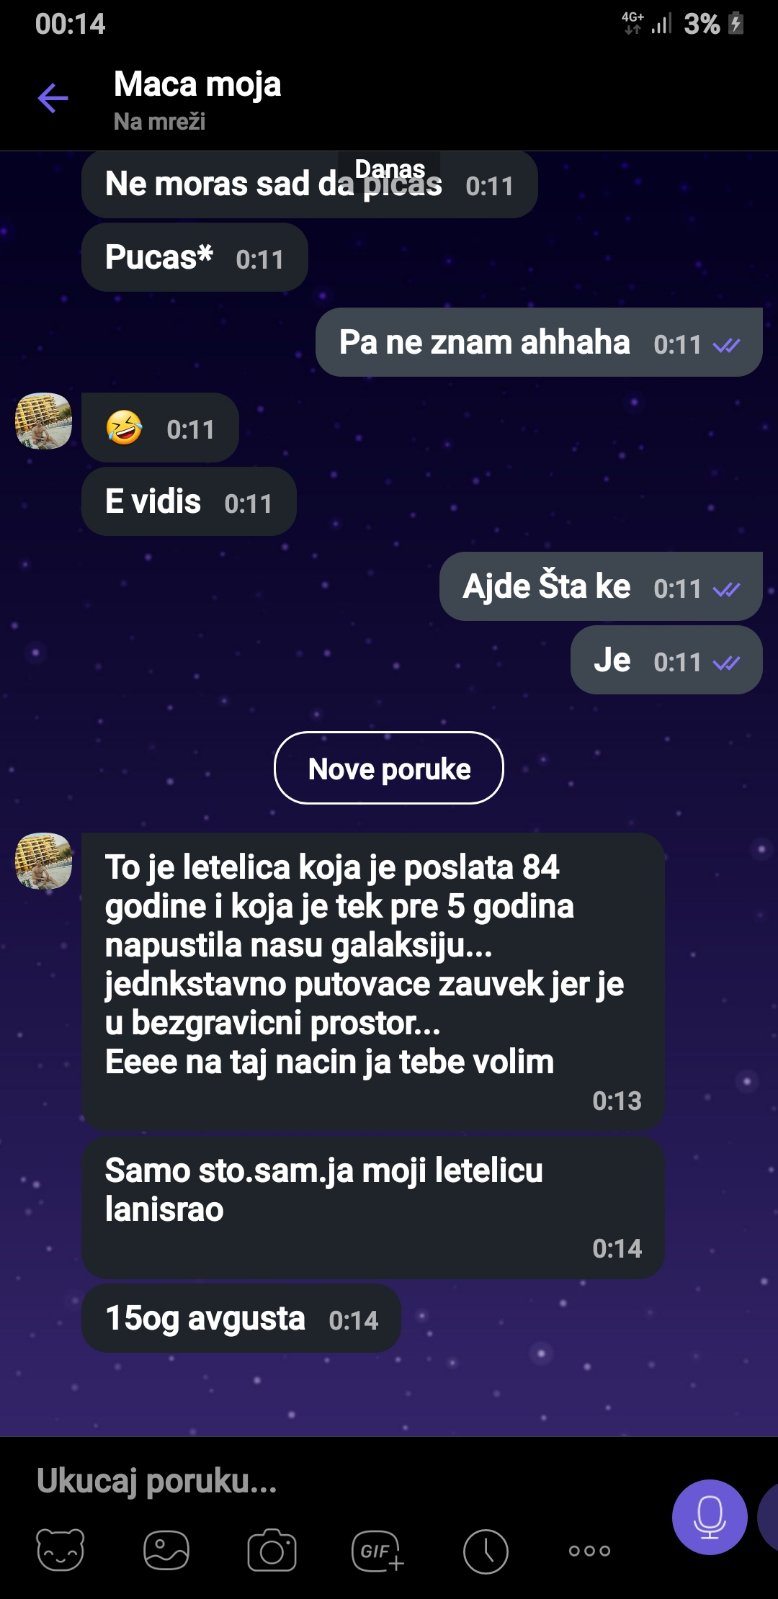 00:14
4G+
3%
Maca moja
Na mreži
Danas
Ne moras sad da picas 0:11
Pucas* 0:11
Pa ne znam ahhaha 0:11
0:11
E vidis 0:11
Ajde Šta ke 0:11
Je 0:11
Nove poruke
To je letelica koja je poslata 84
godine i koja je tek pre 5 godina
napustila nasu galaksiju...
jednkstavno putovace zauvek jer je
u bezgravicni prostor...
Eeee na taj nacin ja tebe volim
0:13
Samo sto.sam.ja moji letelicu
lanisrao
0:14
15og avgusta 0:14
Ukucaj poruku...
GIF